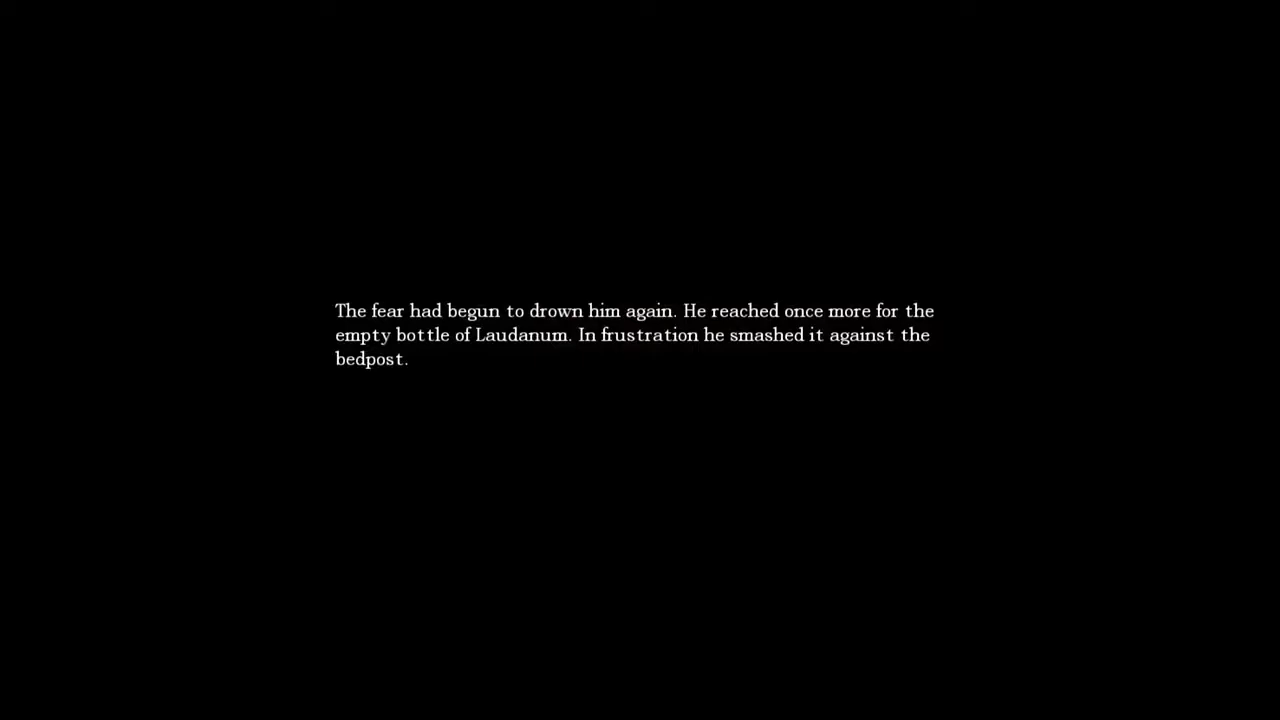 The fear had begun to drown him again. He reached once more for the
empty bottle of Laudanum. In frustration he smashed it against the
bedpost.